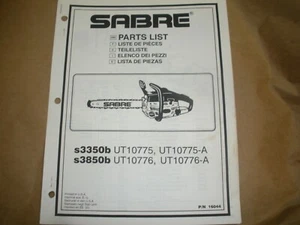 SABRE
PARTS LIST
LISTE DE PIÈCES
TEILELISTE
ELENCO DEI PEZZI
LISTA DE PIEZAS
SABRE
s3350b UT10775, UT10775-A
s3850b UT10776, UT10776-A